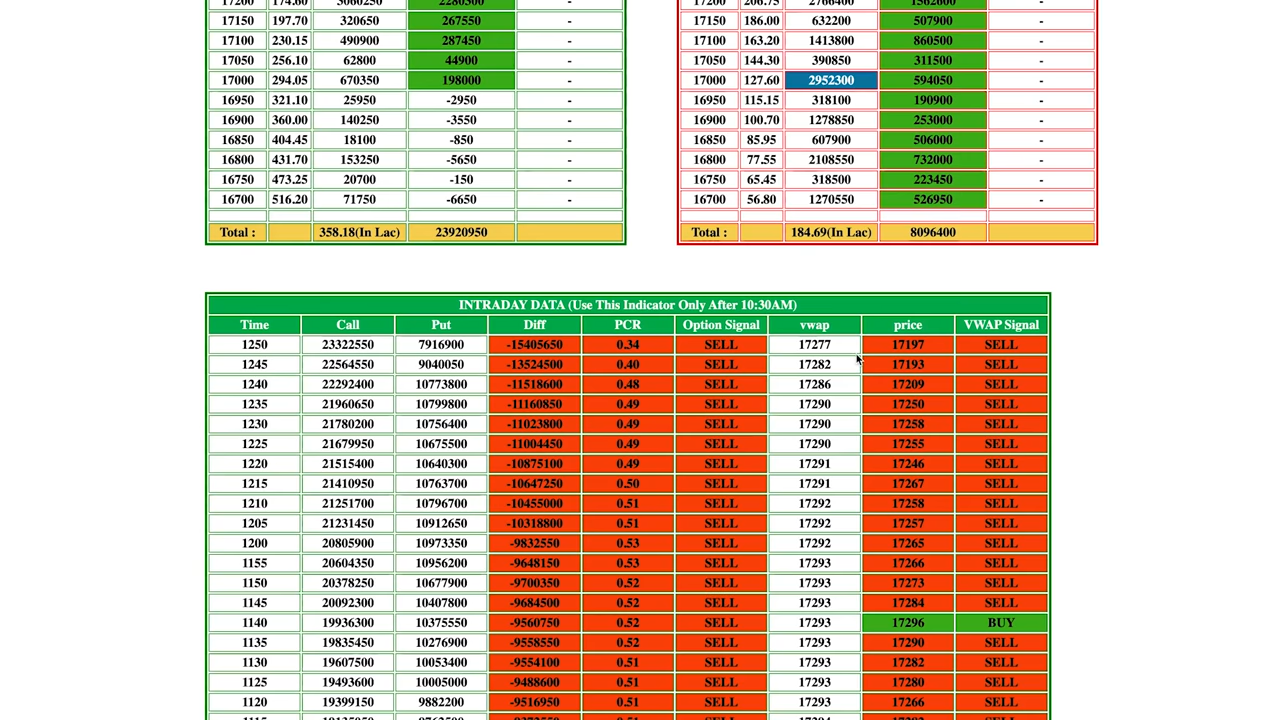 17200 174.60 3060250 2280300
17150 197.70 320650 267550 -
17100 230.15 490900 287450 -
17050 256.10 62800 44900 -
17000 294.05 670350 198000 -
16950 321.10 25950 -2950 -
16900 360.00 140250 -3550 -
16850 404.45 18100 -850 -
16800 431.70 153250 -5650 -
16750 473.25 20700 -150 -
16700 516.20 71750 -6650 -
Total : 358.18(In Lac) 23920950
17200 206.75 2766400 1562600
17150 186.00 632200 507900 -
17100 163.20 1413800 860500 -
17050 144.30 390850 311500 -
17000 127.60 2952300 594050 -
16950 115.15 318100 190900 -
16900 100.70 1278850 253000 -
16850 85.95 607900 506000 -
16800 77.55 2108550 732000 -
16750 65.45 318500 223450 -
16700 56.80 1270550 526950 -
Total : 184.69(In Lac) 8096400
INTRADAY DATA (Use This Indicator Only After 10:30AM)
Time Call Put Diff PCR Option Signal vwap price VWAP Signal
1250 23322550 7916900 -15405650 0.34 SELL 17277 17197 SELL
1245 22564550 9040050 -13524500 0.40 SELL 17282 17193 SELL
1240 22292400 10773800 -11518600 0.48 SELL 17286 17209 SELL
1235 21960650 10799800 -11160850 0.49 SELL 17290 17250 SELL
1230 21780200 10756400 -11023800 0.49 SELL 17290 17258 SELL
1225 21679950 10675500 -11004450 0.49 SELL 17290 17255 SELL
1220 21515400 10640300 -10875100 0.49 SELL 17291 17246 SELL
1215 21410950 10763700 -10647250 0.50 SELL 17291 17267 SELL
1210 21251700 10796700 -10455000 0.51 SELL 17292 17258 SELL
1205 21231450 10912650 -10318800 0.51 SELL 17292 17257 SELL
1200 20805900 10973350 -9832550 0.53 SELL 17292 17265 SELL
1155 20604350 10956200 -9648150 0.53 SELL 17293 17266 SELL
1150 20378250 10677900 -9700350 0.52 SELL 17293 17273 SELL
1145 20092300 10407800 -9684500 0.52 SELL 17293 17284 SELL
1140 19936300 10375550 -9560750 0.52 SELL 17293 17296 BUY
1135 19835450 10276900 -9558550 0.52 SELL 17293 17290 SELL
1130 19607500 10053400 -9554100 0.51 SELL 17293 17282 SELL
1125 19493600 10005000 -9488600 0.51 SELL 17293 17280 SELL
1120 19399150 9882200 -9516950 0.51 SELL 17293 17266 SELL